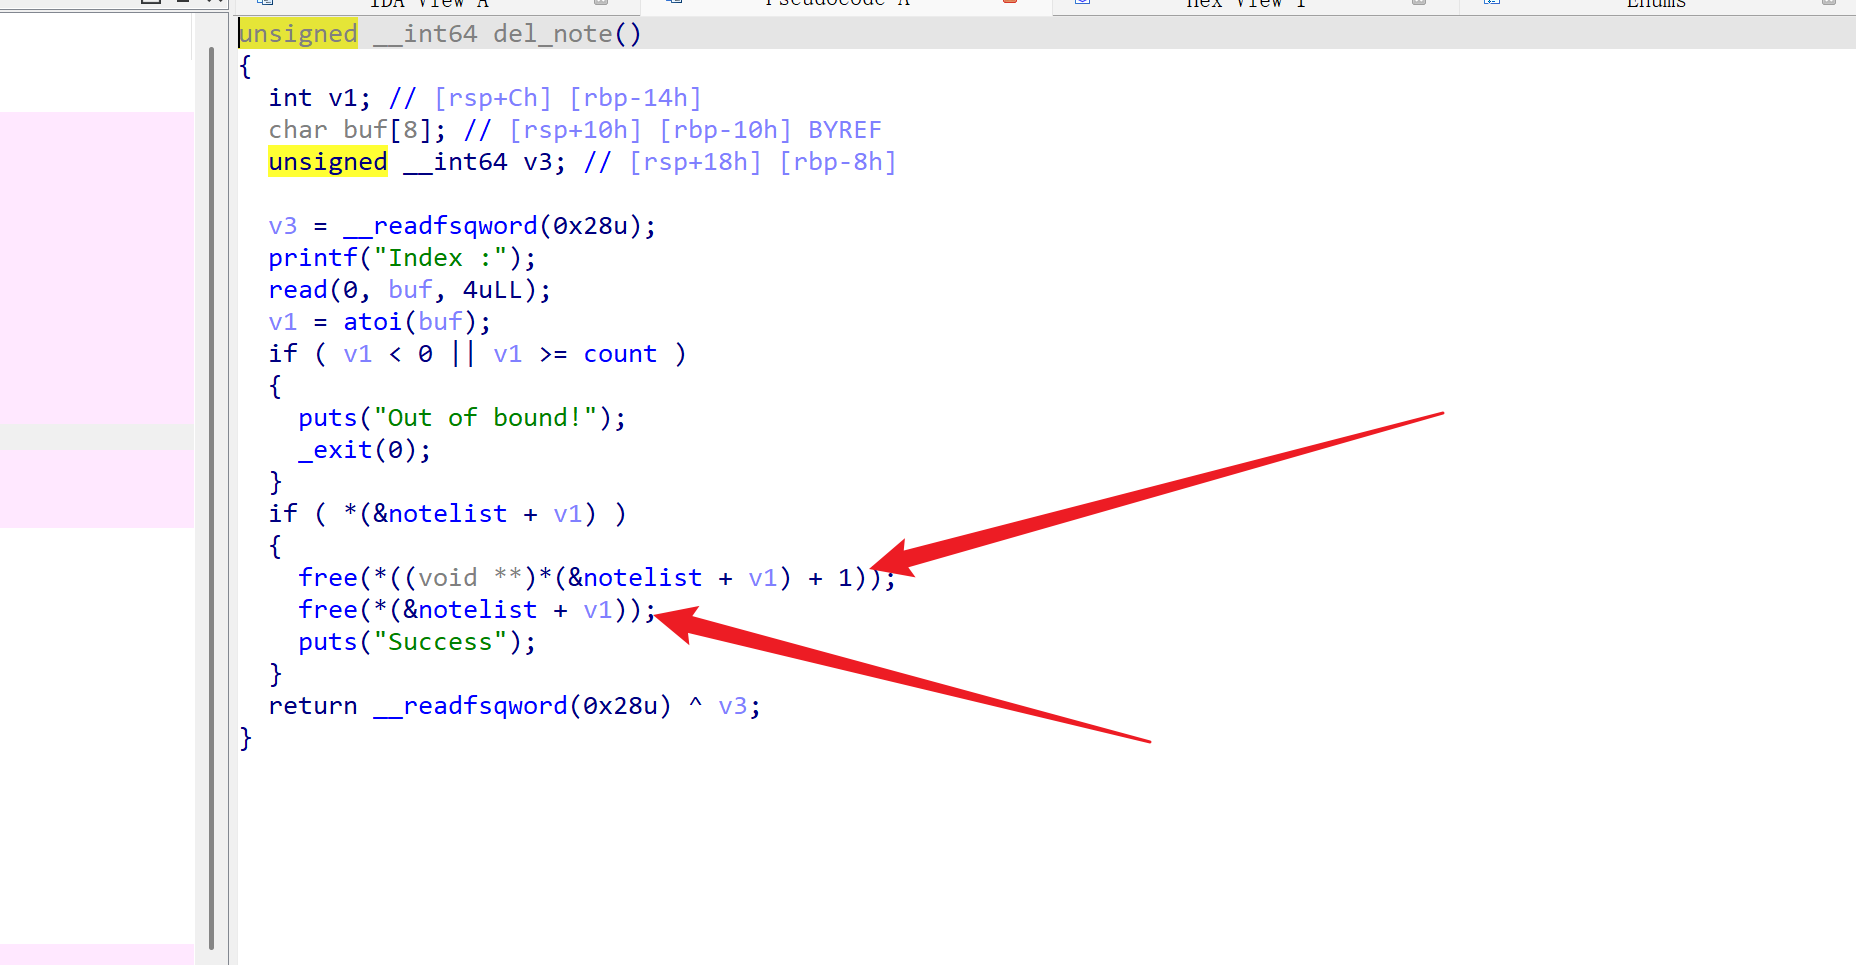 IDA View A Pseudocode A Hex View 1 Enums
unsigned __int64 del_note()
{
  int v1; // [rsp+Ch] [rbp-14h]
  char buf[8]; // [rsp+10h] [rbp-10h] BYREF
  unsigned __int64 v3; // [rsp+18h] [rbp-8h]
  v3 = __readfsqword(0x28u);
  printf("Index :");
  read(0, buf, 4uLL);
  v1 = atoi(buf);
  if ( v1 < 0 || v1 >= count )
  {
    puts("Out of bound!");
    _exit(0);
  }
  if ( *(&notelist + v1) )
  {
    free(*((void **)*(&notelist + v1) + 1));
    free(*(&notelist + v1));
    puts("Success");
  }
  return __readfsqword(0x28u) ^ v3;
}